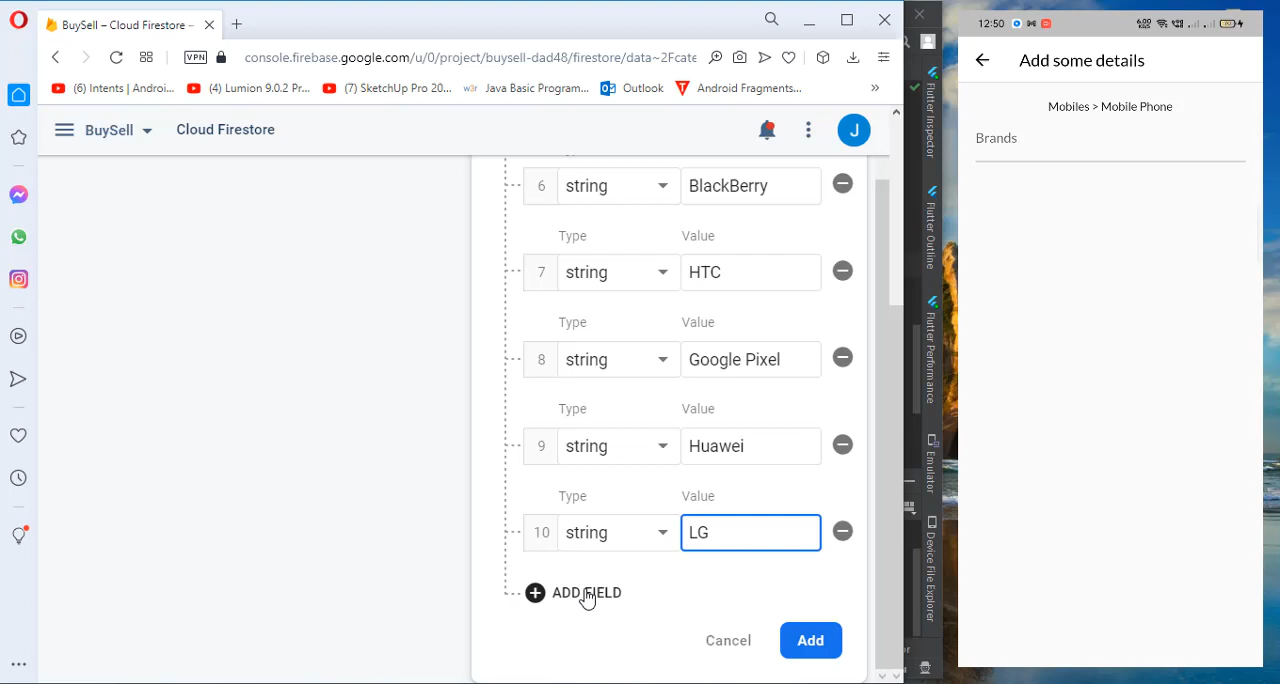 BuySell – Cloud Firestore –
VPN
console.firebase.google.com/u/0/project/buysell-dad48/firestore/data~2Fcate
(6) Intents | Androi...
(4) Lumion 9.0.2 Pr...
(7) SketchUp Pro 20...
w3r
Java Basic Program...
Outlook
Android Fragments...
»
BuySell
Cloud Firestore
J
6
string
BlackBerry
Type
Value
7
string
HTC
Type
Value
8
string
Google Pixel
Type
Value
9
string
Huawei
Type
Value
10
string
LG
ADD FIELD
Cancel
Add
Flutter Inspector
Flutter Outline
Flutter Performance
Emulator
Device File Explorer
12:50
Add some details
Mobiles > Mobile Phone
Brands